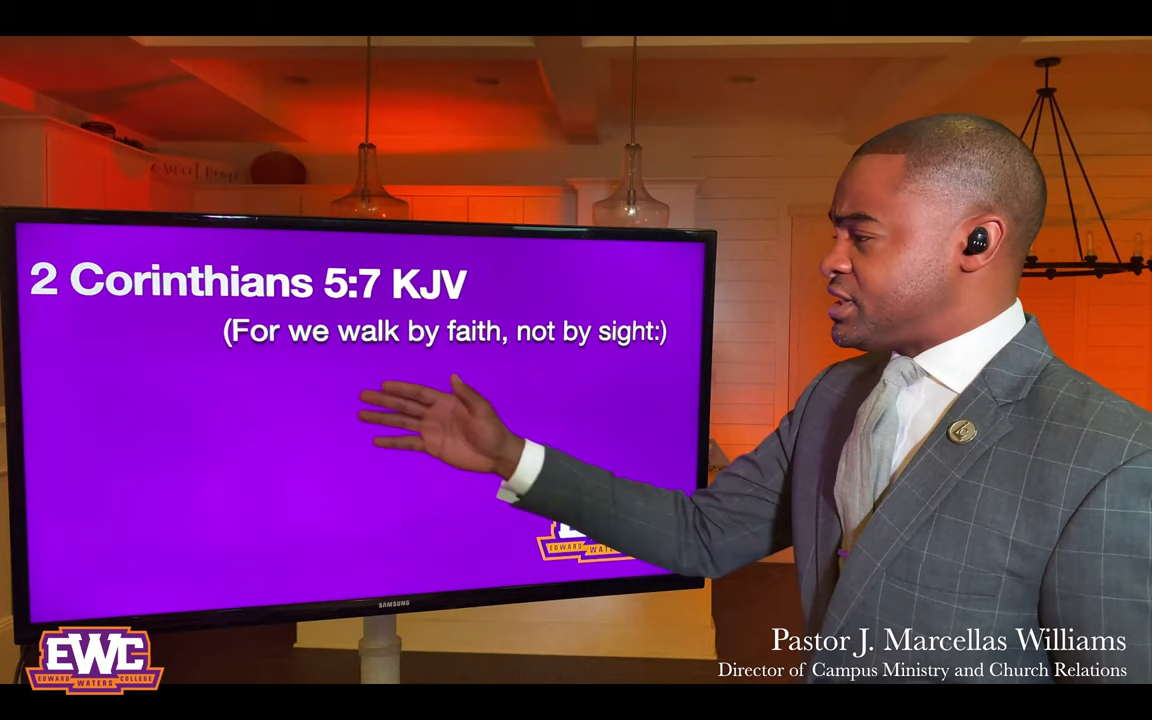 2 Corinthians 5:7 KJV
(For we walk by faith, not by sight:)
SAMSUNG
EWC
EDWARD WATERS COLLEGE
Pastor J. Marcellas Williams
Director of Campus Ministry and Church Relations